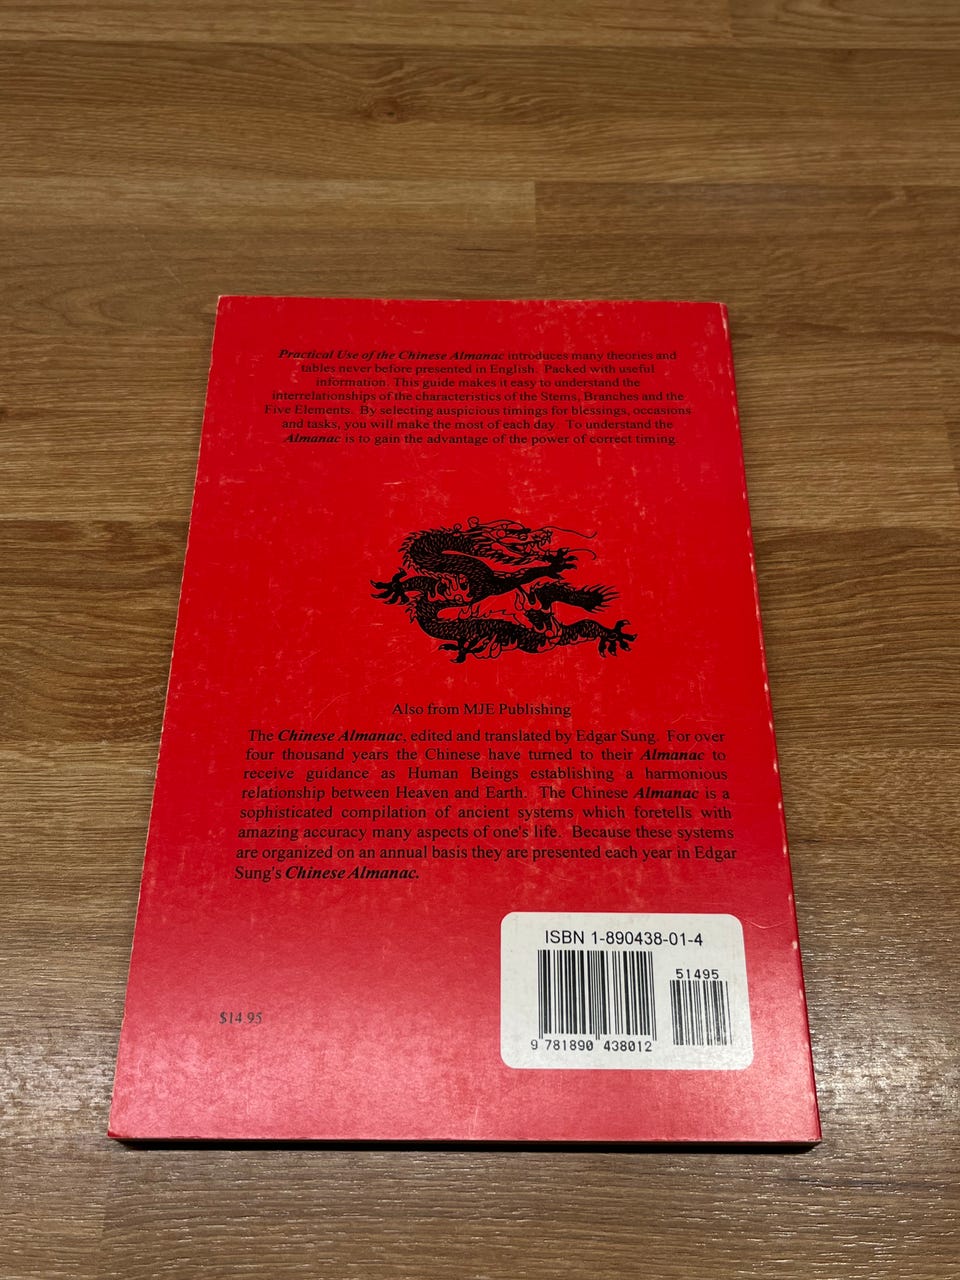 Practical Use of the Chinese Almanac introduces many theories and
tables never before presented in English. Packed with useful
information. This guide makes it easy to understand the
interrelationships of the characteristics of the Stems, Branches and the
Five Elements. By selecting auspicious timings for blessings, occasions
and tasks, you will make the most of each day. To understand the
Almanac is to gain the advantage of the power of correct timing.
Also from MJE Publishing
The Chinese Almanac, edited and translated by Edgar Sung. For over
four thousand years the Chinese have turned to their Almanac to
receive guidance as Human Beings establishing a harmonious
relationship between Heaven and Earth. The Chinese Almanac is a
sophisticated compilation of ancient systems which foretells with
amazing accuracy many aspects of one's life. Because these systems
are organized on an annual basis they are presented each year in Edgar
Sung's Chinese Almanac.
ISBN 1-890438-01-4
51495
9 781890 438012
$14.95